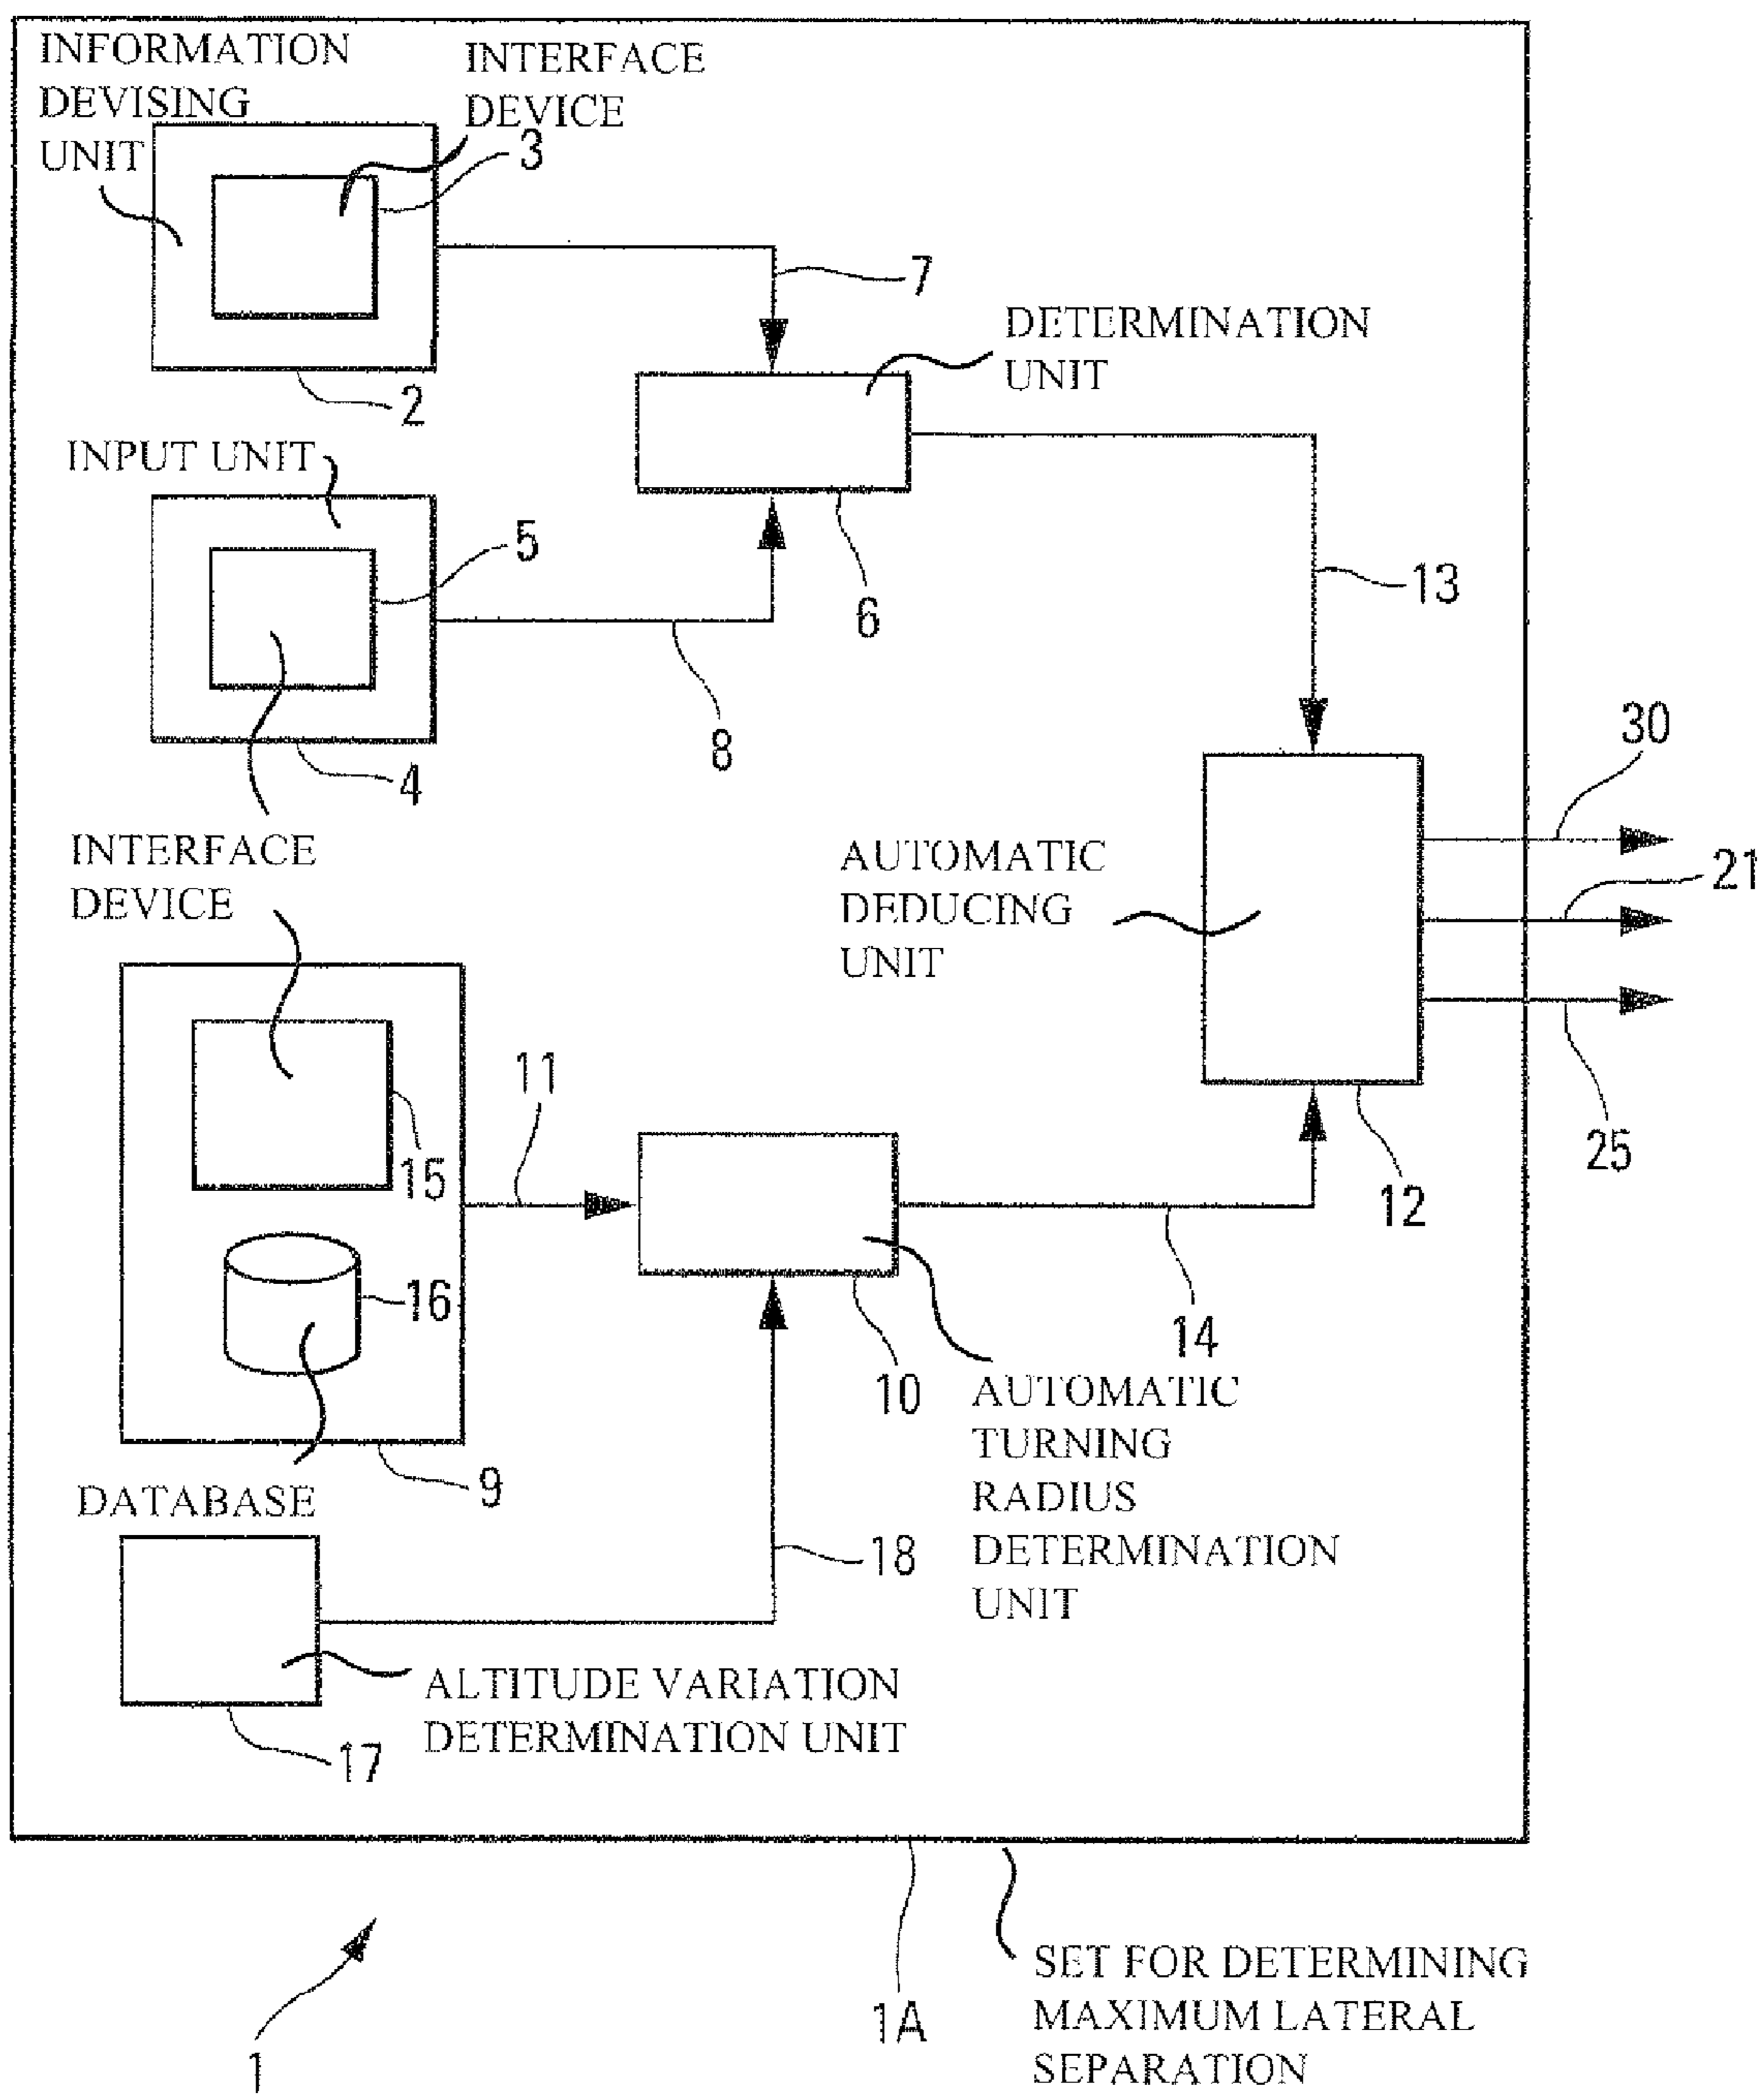 INFORMATION
DEVISING
UNIT
INTERFACE
DEVICE
3
7
DETERMINATION
UNIT
2
INPUT UNIT
5
6
13
8
4
30
INTERFACE
DEVICE
AUTOMATIC
DEDUCING
UNIT
21
11
15
25
12
16
14
10
AUTOMATIC
TURNING
RADIUS
DETERMINATION
UNIT
9
DATABASE
18
ALTITUDE VARIATION
DETERMINATION UNIT
17
SET FOR DETERMINING
MAXIMUM LATERAL
SEPARATION
1A
1